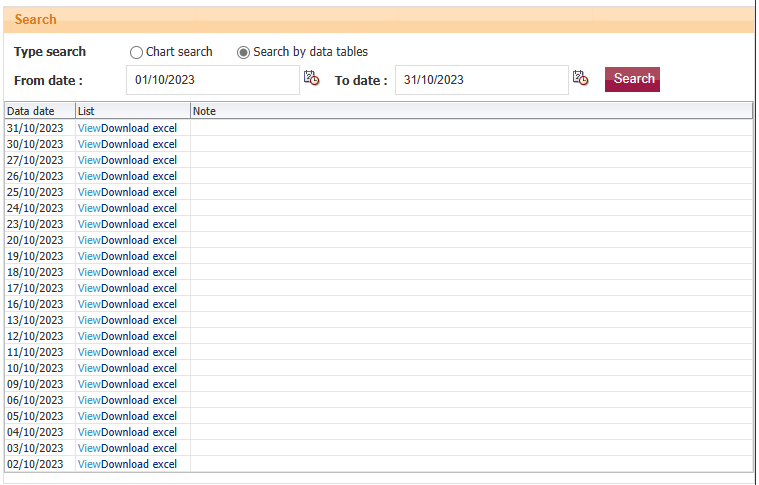 Search
Type search Chart search Search by data tables
From date : 01/10/2023 To date : 31/10/2023 Search
Data date List Note
31/10/2023 ViewDownload excel
30/10/2023 ViewDownload excel
27/10/2023 ViewDownload excel
26/10/2023 ViewDownload excel
25/10/2023 ViewDownload excel
24/10/2023 ViewDownload excel
23/10/2023 ViewDownload excel
20/10/2023 ViewDownload excel
19/10/2023 ViewDownload excel
18/10/2023 ViewDownload excel
17/10/2023 ViewDownload excel
16/10/2023 ViewDownload excel
13/10/2023 ViewDownload excel
12/10/2023 ViewDownload excel
11/10/2023 ViewDownload excel
10/10/2023 ViewDownload excel
09/10/2023 ViewDownload excel
06/10/2023 ViewDownload excel
05/10/2023 ViewDownload excel
04/10/2023 ViewDownload excel
03/10/2023 ViewDownload excel
02/10/2023 ViewDownload excel